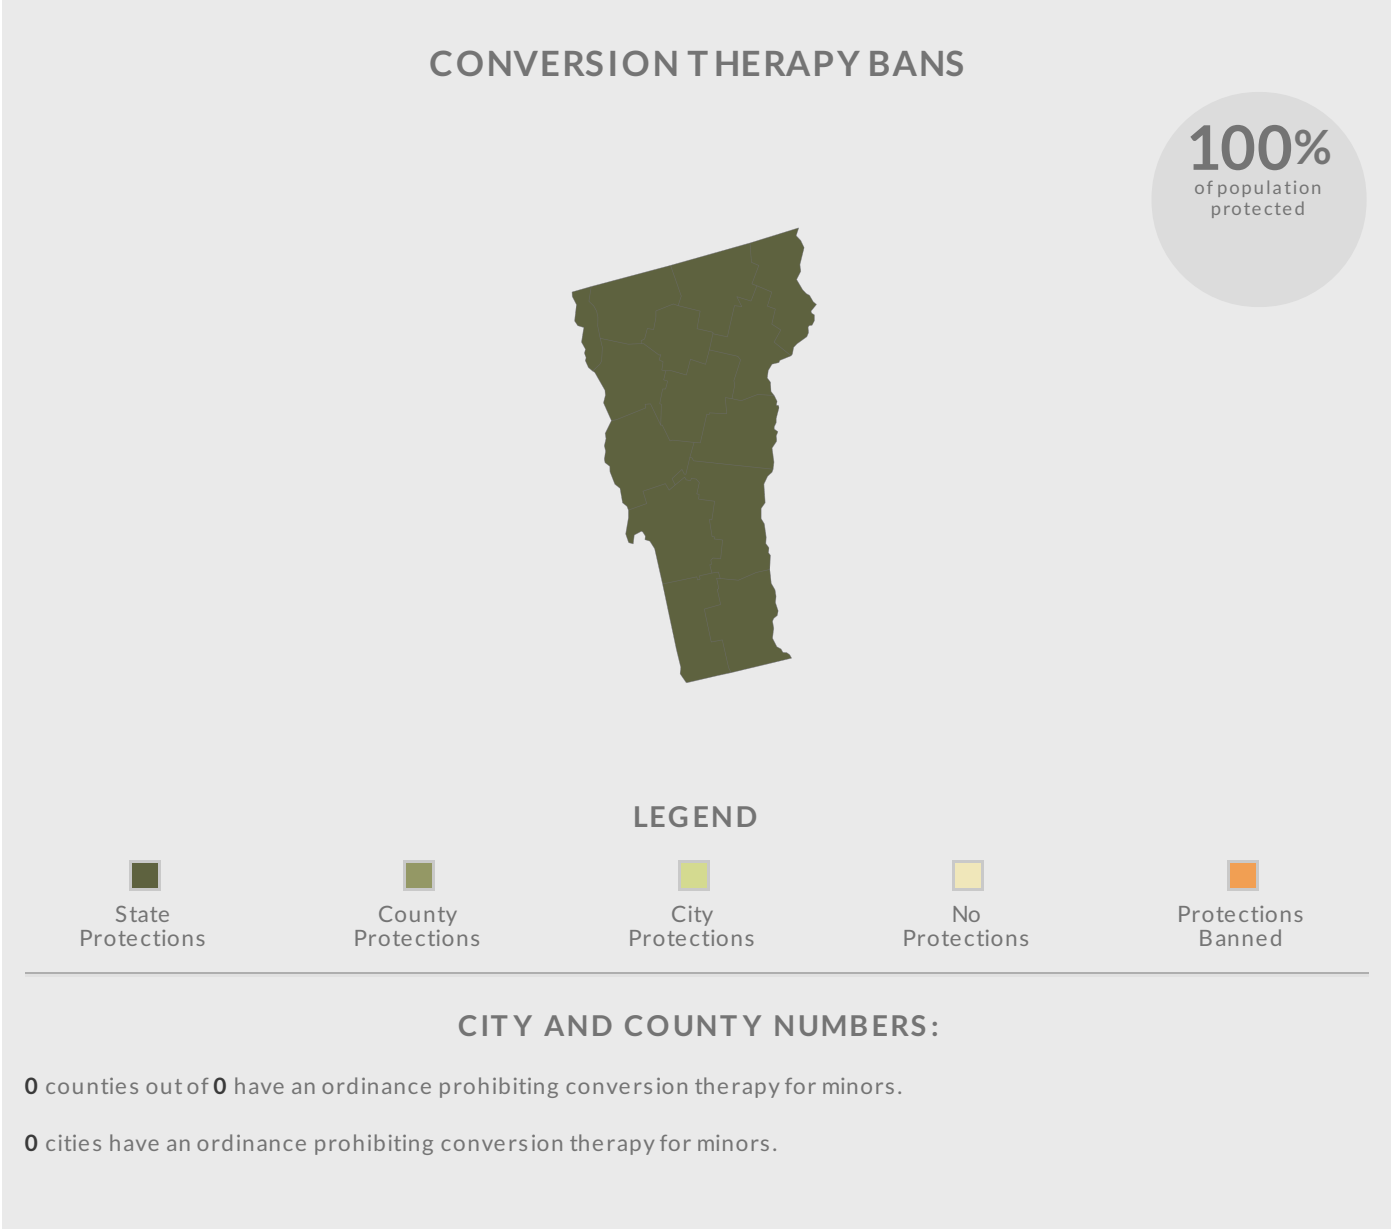 CONVERSION THERAPY BANS
100%
of population
protected
LEGEND
State
Protections
County
Protections
City
Protections
No
Protections
Protections
Banned
CITY AND COUNTY NUMBERS:
0 counties out of 0 have an ordinance prohibiting conversion therapy for minors.
0 cities have an ordinance prohibiting conversion therapy for minors.